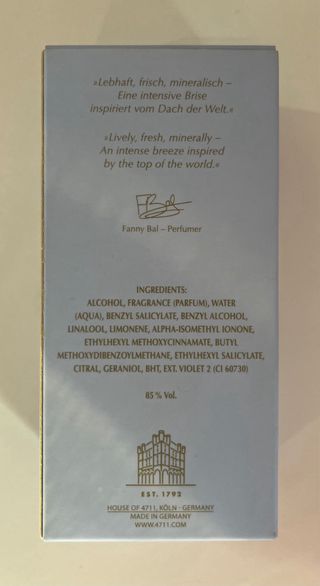 »Lebhaft, frisch, mineralisch –
Eine intensive Brise
inspiriert vom Dach der Welt.«
»Lively, fresh, minerally –
An intense breeze inspired
by the top of the world.«
Fanny Bal – Perfumer
INGREDIENTS:
ALCOHOL, FRAGRANCE (PARFUM), WATER
(AQUA), BENZYL SALICYLATE, BENZYL ALCOHOL,
LINALOOL, LIMONENE, ALPHA-ISOMETHYL IONONE,
ETHYLHEXYL METHOXYCINNAMATE, BUTYL
METHOXYDIBENZOYLMETHANE, ETHYLHEXYL SALICYLATE,
CITRAL, GERANIOL, BHT, EXT. VIOLET 2 (CI 60730)
85 % Vol.
EST. 1792
HOUSE OF 4711, KÖLN · GERMANY
MADE IN GERMANY
WWW.4711.COM